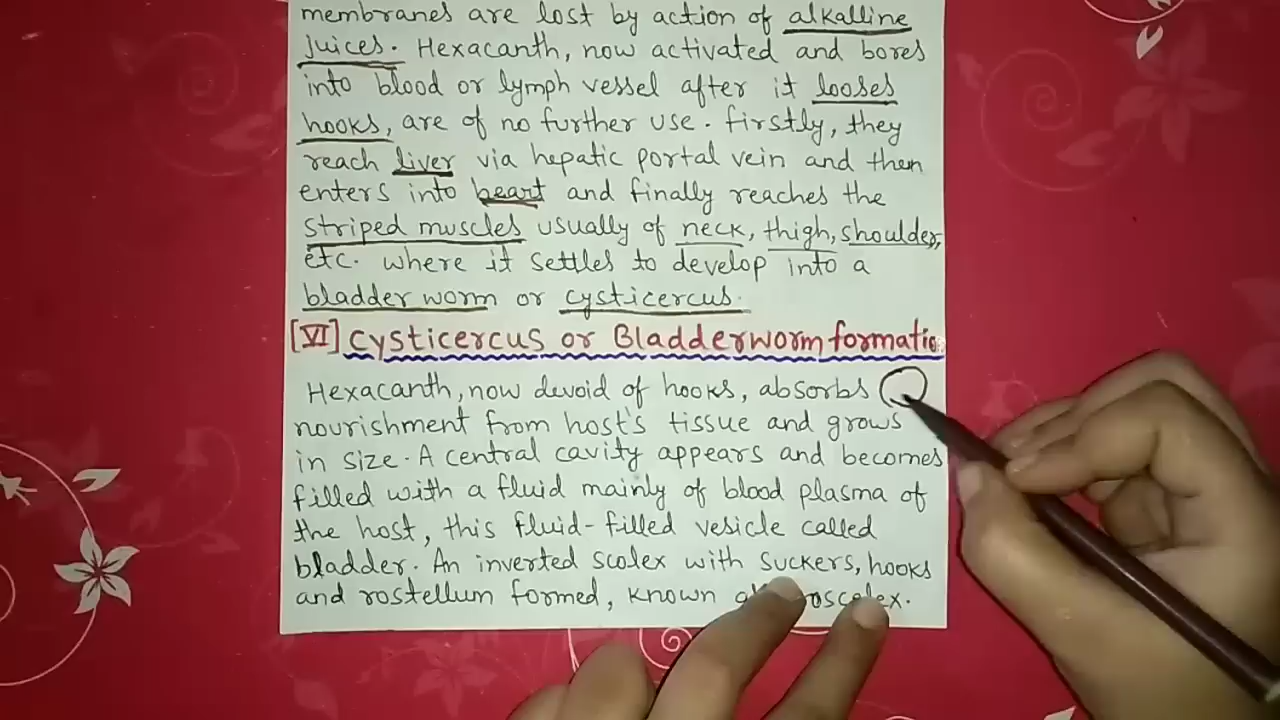 membranes are lost by action of alkalline
juices. Hexacanth, now activated and bores
into blood or lymph vessel after it looses
hooks, are of no further use. Firstly, they
reach liver via hepatic portal vein and then
enters into heart and finally reaches the
striped muscles usually of neck, thigh, shoulder,
etc. where it settles to develop into a
bladder worm or cysticercus.
[VI] Cysticercus or Bladderworm formatio
Hexacanth, now devoid of hooks, absorbs
nourishment from host's tissue and grows
in size. A central cavity appears and becomes
filled with a fluid mainly of blood plasma of
the host, this fluid-filled vesicle called
bladder. An inverted scolex with suckers, hooks
and rostellum formed, known